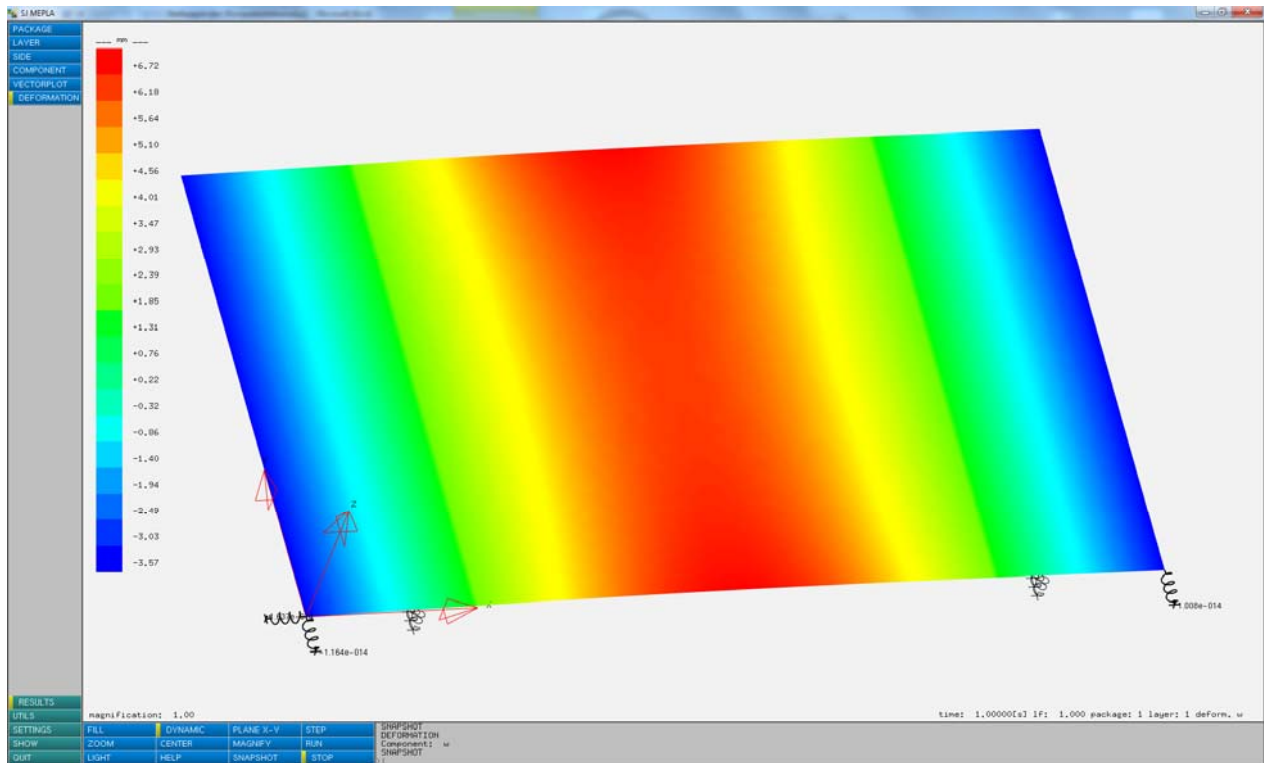 SJ MEPLA
PACKAGE
LAYER
SIDE
COMPONENT
VECTORPLOT
DEFORMATION
___ mm ___
+6.72
+6.18
+5.64
+5.10
+4.56
+4.01
+3.47
+2.93
+2.39
+1.85
+1.31
+0.76
+0.22
-0.32
-0.86
-1.40
-1.94
-2.49
-3.03
-3.57
Z
X
1.164e-014
1.008e-014
magnification: 1.00
time: 1.00000[s] lf: 1.000 package: 1 layer: 1 deform. w
RESULTS
UTILS
SETTINGS
SHOW
QUIT
FILL DYNAMIC PLANE X-Y STEP
ZOOM CENTER MAGNIFY RUN
LIGHT HELP SNAPSHOT STOP
SNAPSHOT
DEFORMATION
Component: w
SNAPSHOT